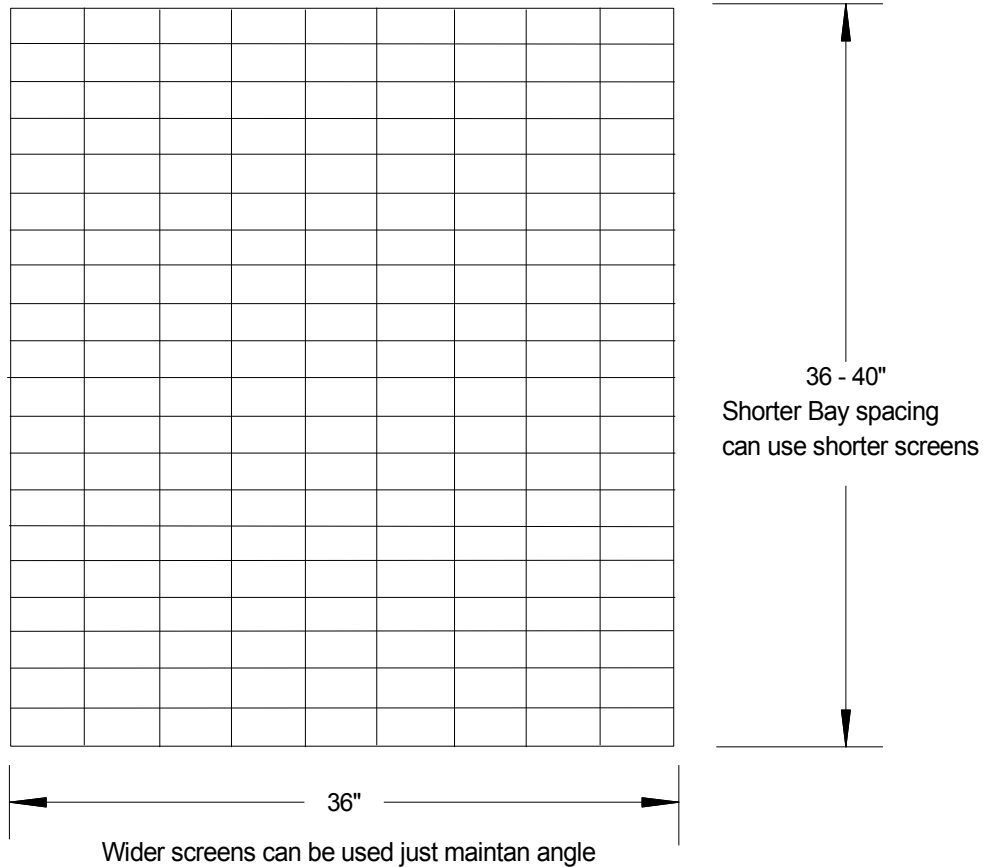 36 - 40"
Shorter Bay spacing
can use shorter screens
36"
Wider screens can be used just maintan angle